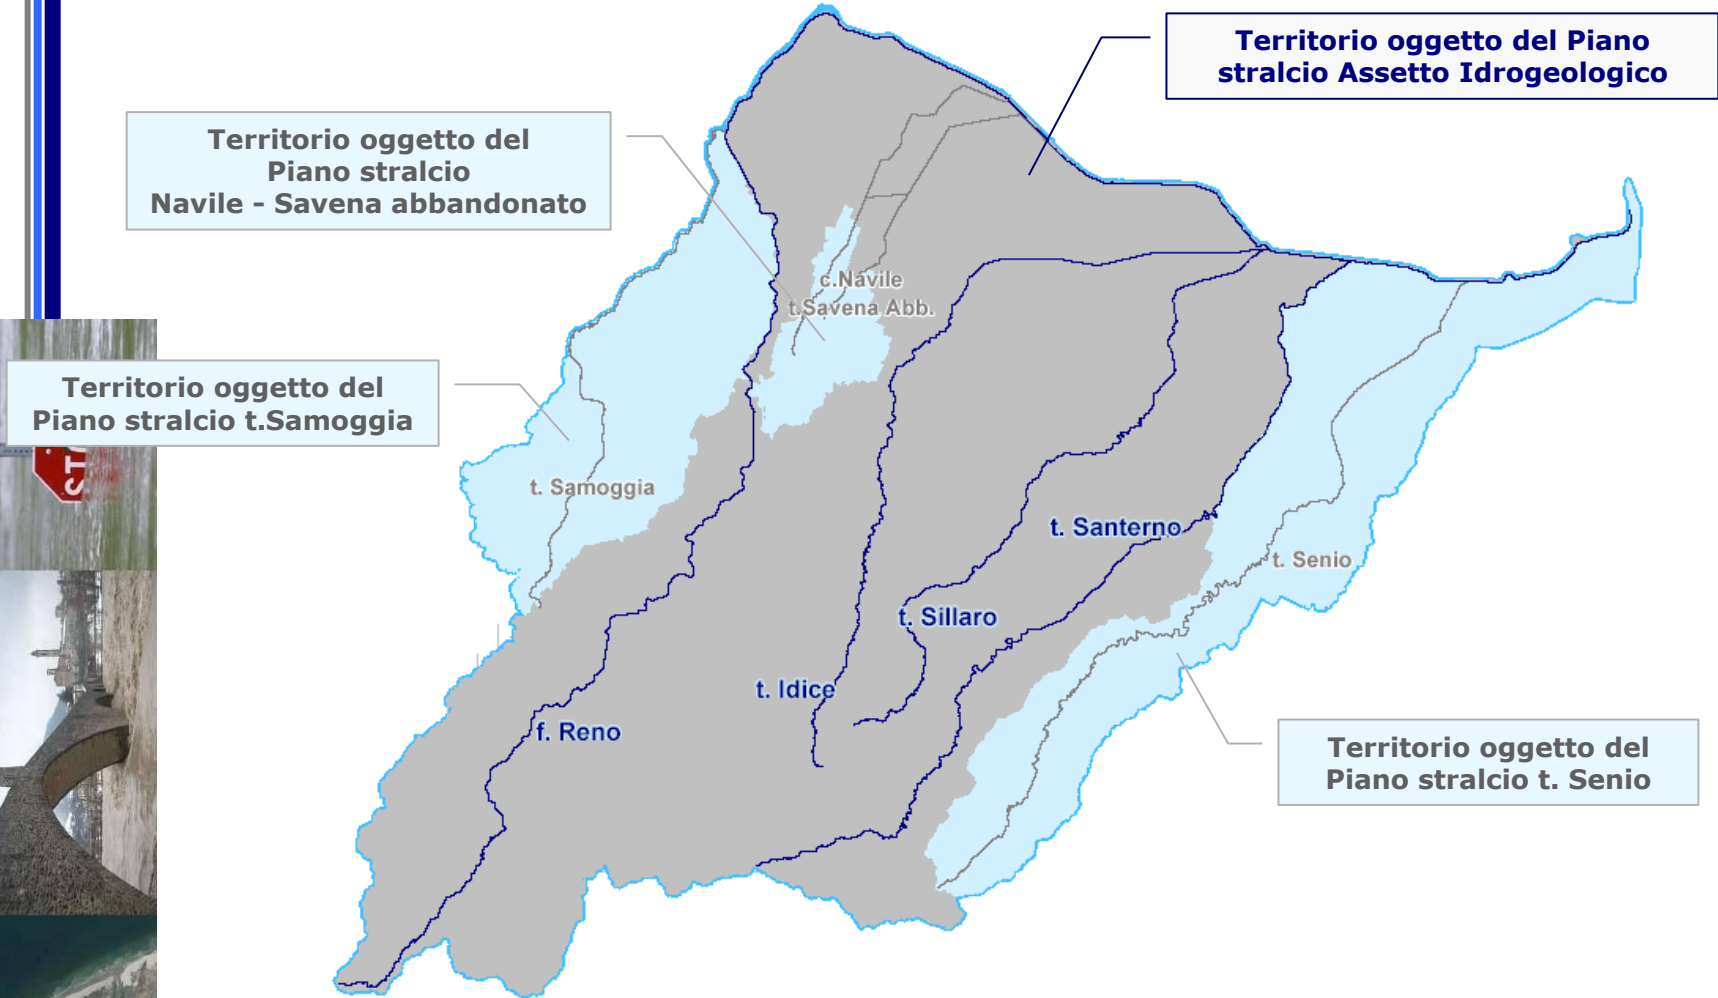 Territorio oggetto del Piano
stralcio Assetto Idrogeologico
Territorio oggetto del
Piano stralcio
Navile - Savena abbandonato
c.Návile
t.Savena Abb.
Territorio oggetto del
Piano stralcio t.Samoggia
t. Samoggia
t. Santerno
t. Senio
t. Sillaro
t. Idice
f. Reno
Territorio oggetto del
Piano stralcio t. Senio